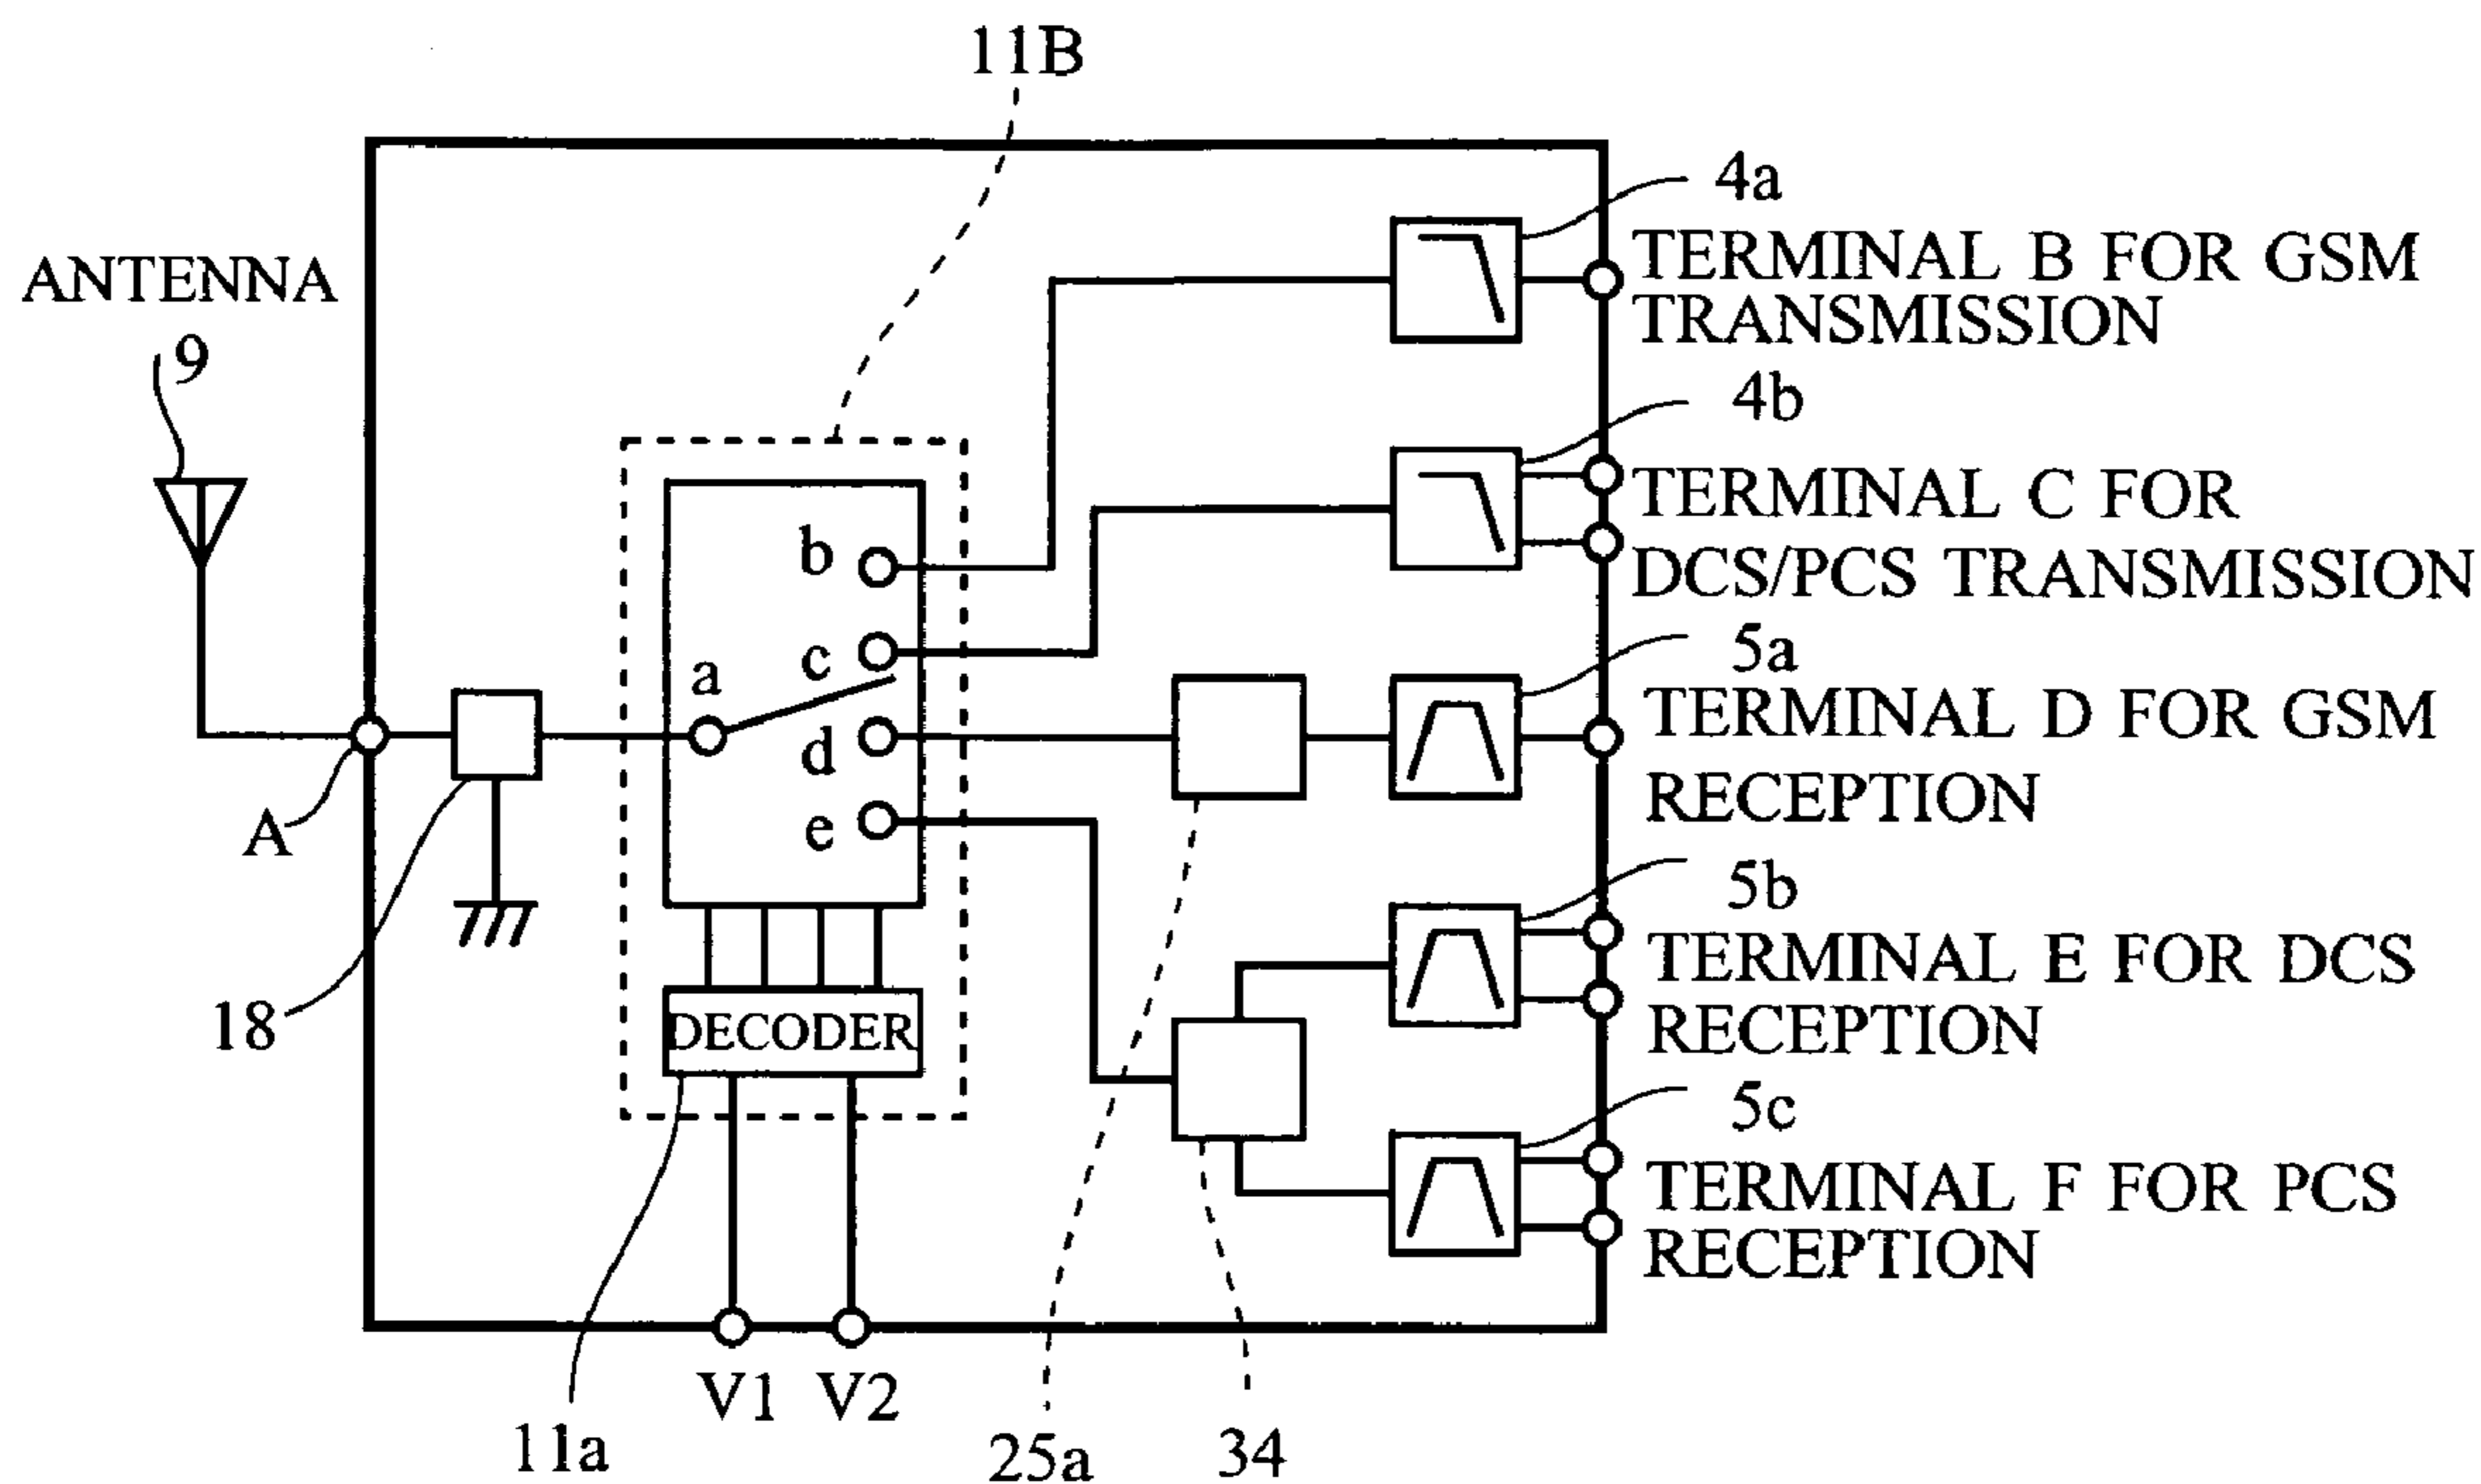 11B
4a
ANTENNA
9
TERMINAL B FOR GSM
TRANSMISSION
4b
TERMINAL C FOR
DCS/PCS TRANSMISSION
b
c
a
d
e
5a
TERMINAL D FOR GSM
RECEPTION
A
18
5b
TERMINAL E FOR DCS
RECEPTION
DECODER
5c
TERMINAL F FOR PCS
RECEPTION
V1 V2
11a
25a
34